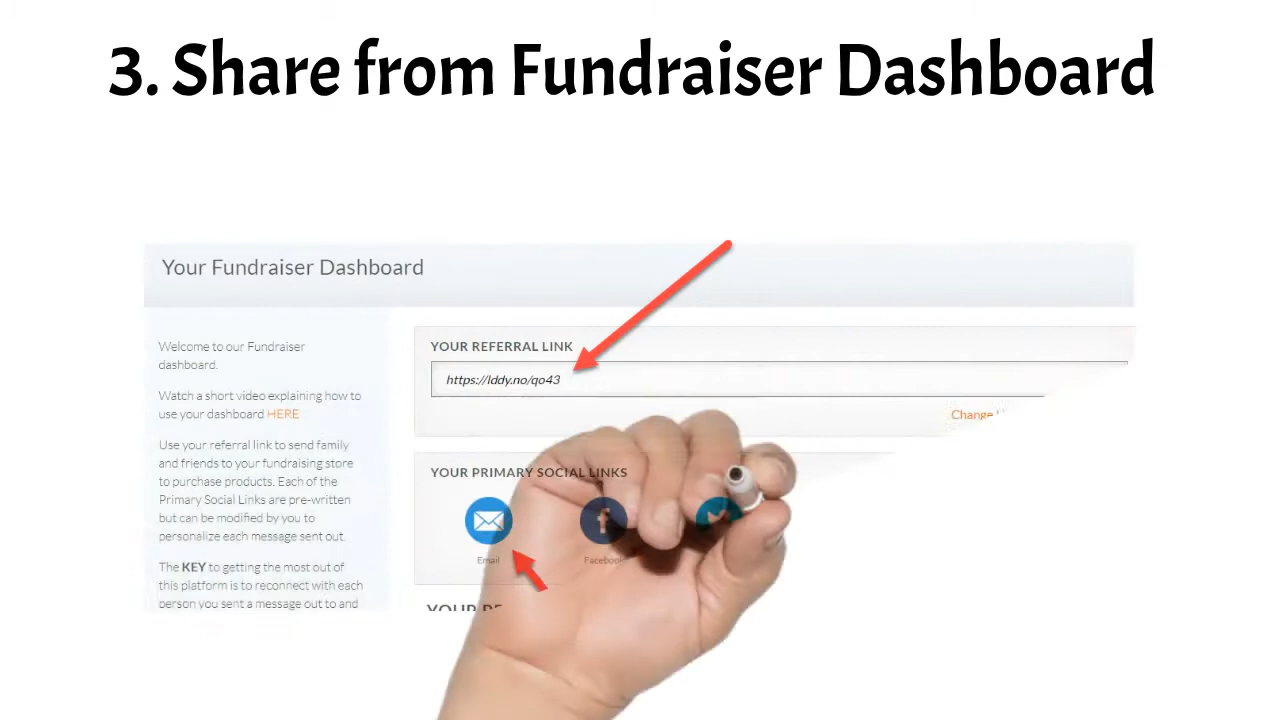 3. Share from Fundraiser Dashboard
Your Fundraiser Dashboard
Welcome to our Fundraiser
dashboard.
Watch a short video explaining how to
use your dashboard HERE
Use your referral link to send family
and friends to your fundraising store
to purchase products. Each of the
Primary Social Links are pre-written
but can be modified by you to
personalize each message sent out.
The KEY to getting the most out of
this platform is to reconnect with each
person you sent a message out to and
YOUR REFERRAL LINK
https://lddy.no/qo43
Change
YOUR PRIMARY SOCIAL LINKS
Email
Facebook
YOUR